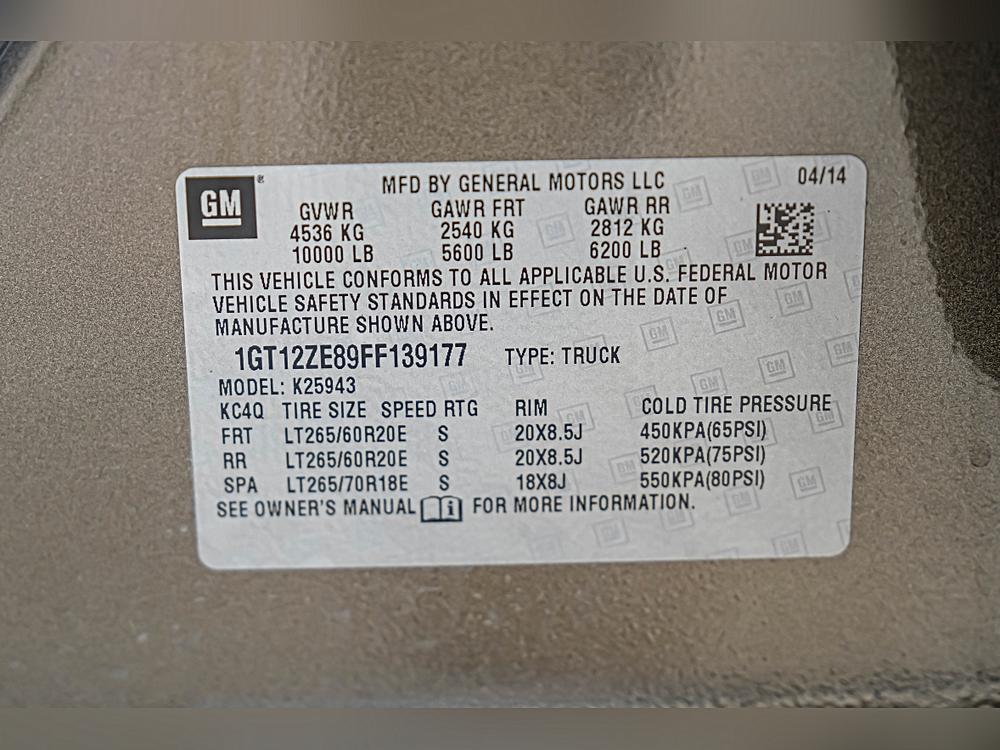 GM
MFD BY GENERAL MOTORS LLC 04/14
GVWR GAWR FRT GAWR RR
4536 KG 2540 KG 2812 KG
10000 LB 5600 LB 6200 LB
THIS VEHICLE CONFORMS TO ALL APPLICABLE U.S. FEDERAL MOTOR
VEHICLE SAFETY STANDARDS IN EFFECT ON THE DATE OF
MANUFACTURE SHOWN ABOVE.
1GT12ZE89FF139177 TYPE: TRUCK
MODEL: K25943
KC4Q TIRE SIZE SPEED RTG RIM COLD TIRE PRESSURE
FRT LT265/60R20E S 20X8.5J 450KPA(65PSI)
RR LT265/60R20E S 20X8.5J 520KPA(75PSI)
SPA LT265/70R18E S 18X8J 550KPA(80PSI)
SEE OWNER'S MANUAL i FOR MORE INFORMATION.